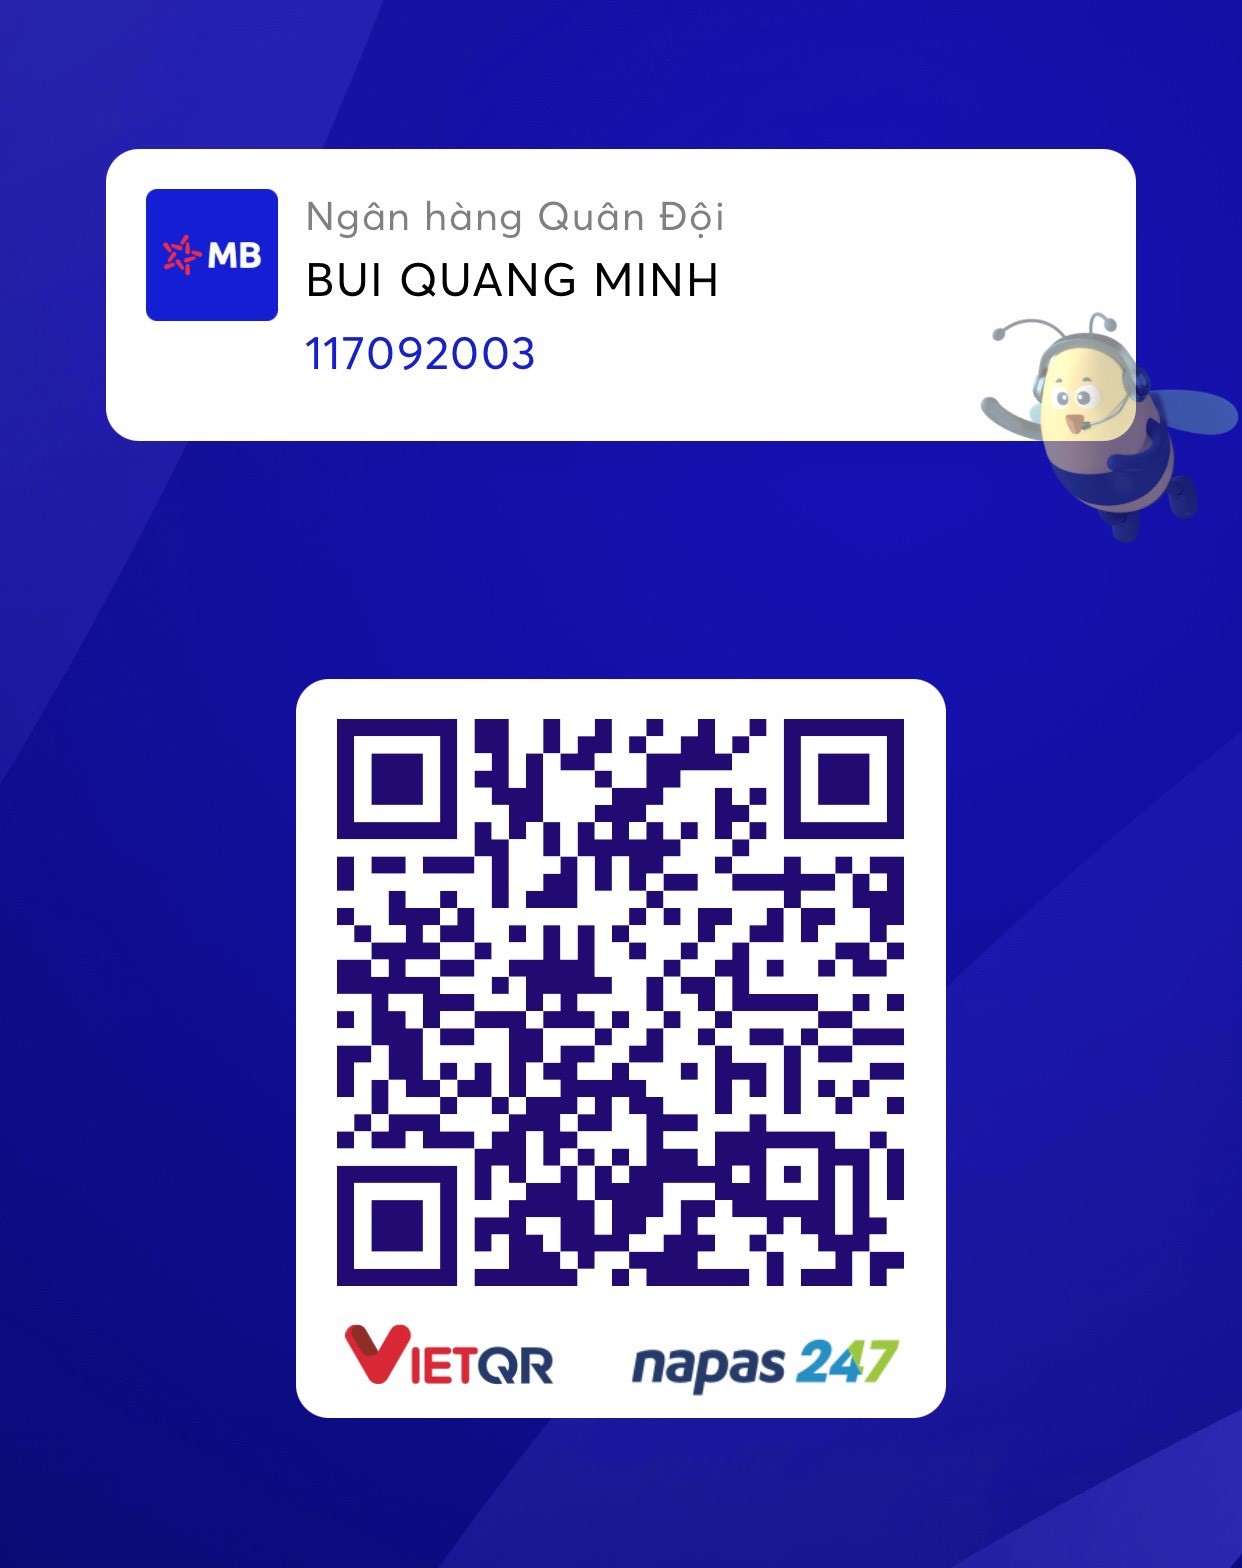 MB
Ngân hàng Quân Đội
BUI QUANG MINH
117092003
VIETQR
napas 247